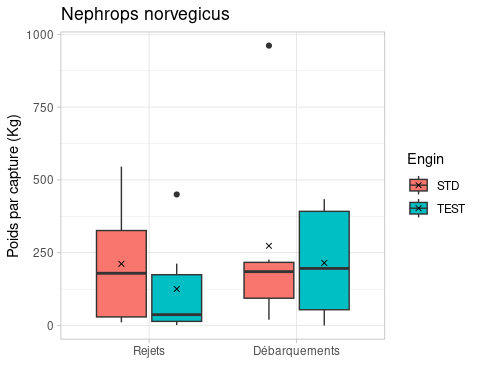 Nephrops norvegicus
Poids par capture (Kg)
1000
750
500
250
0
Rejets
Débarquements
Engin
STD
TEST